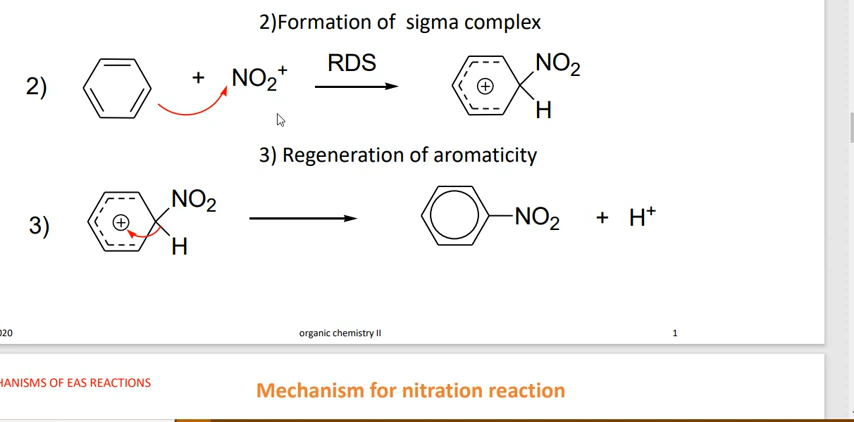 2)Formation of sigma complex
2) + NO2+ RDS NO2
H
3) Regeneration of aromaticity
3) NO2 NO2 + H+
H
020 organic chemistry II 1
HANISMS OF EAS REACTIONS
Mechanism for nitration reaction